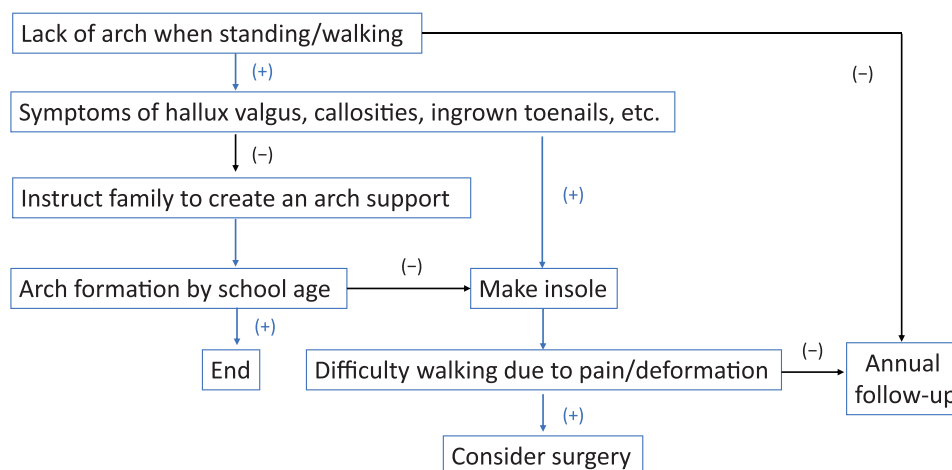 Lack of arch when standing/walking
(+)
(−)
Symptoms of hallux valgus, callosities, ingrown toenails, etc.
(−)
Instruct family to create an arch support
(+)
Arch formation by school age
(−)
Make insole
(+)
End
Difficulty walking due to pain/deformation
(−)
Annual
follow-up
(+)
Consider surgery